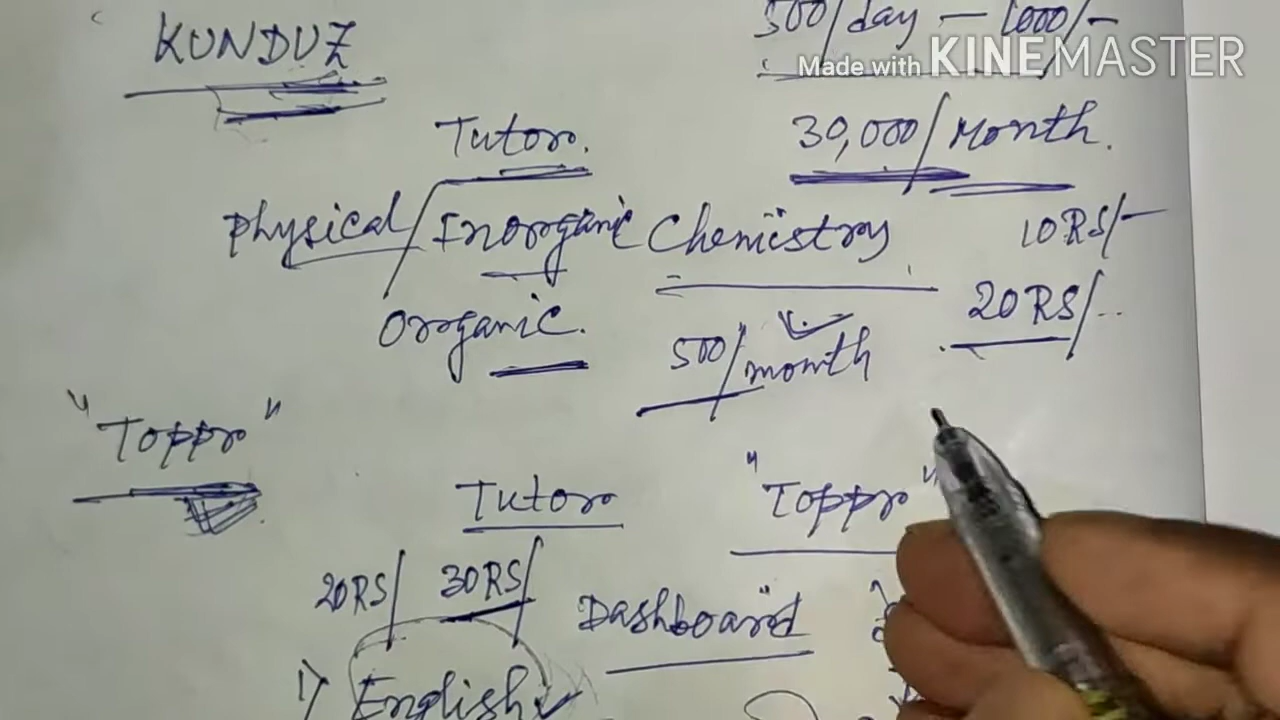 KUNDUZ
500/day — 1000/-
Made with KINEMASTER
Tutor.
30,000/Month.
Physical/Inorganic Chemistry
10RS/-
Organic.
20RS/-
500/month
"Toppr"
Tutor
"Toppr"
20RS/ 30RS/
Dashboard
1) English